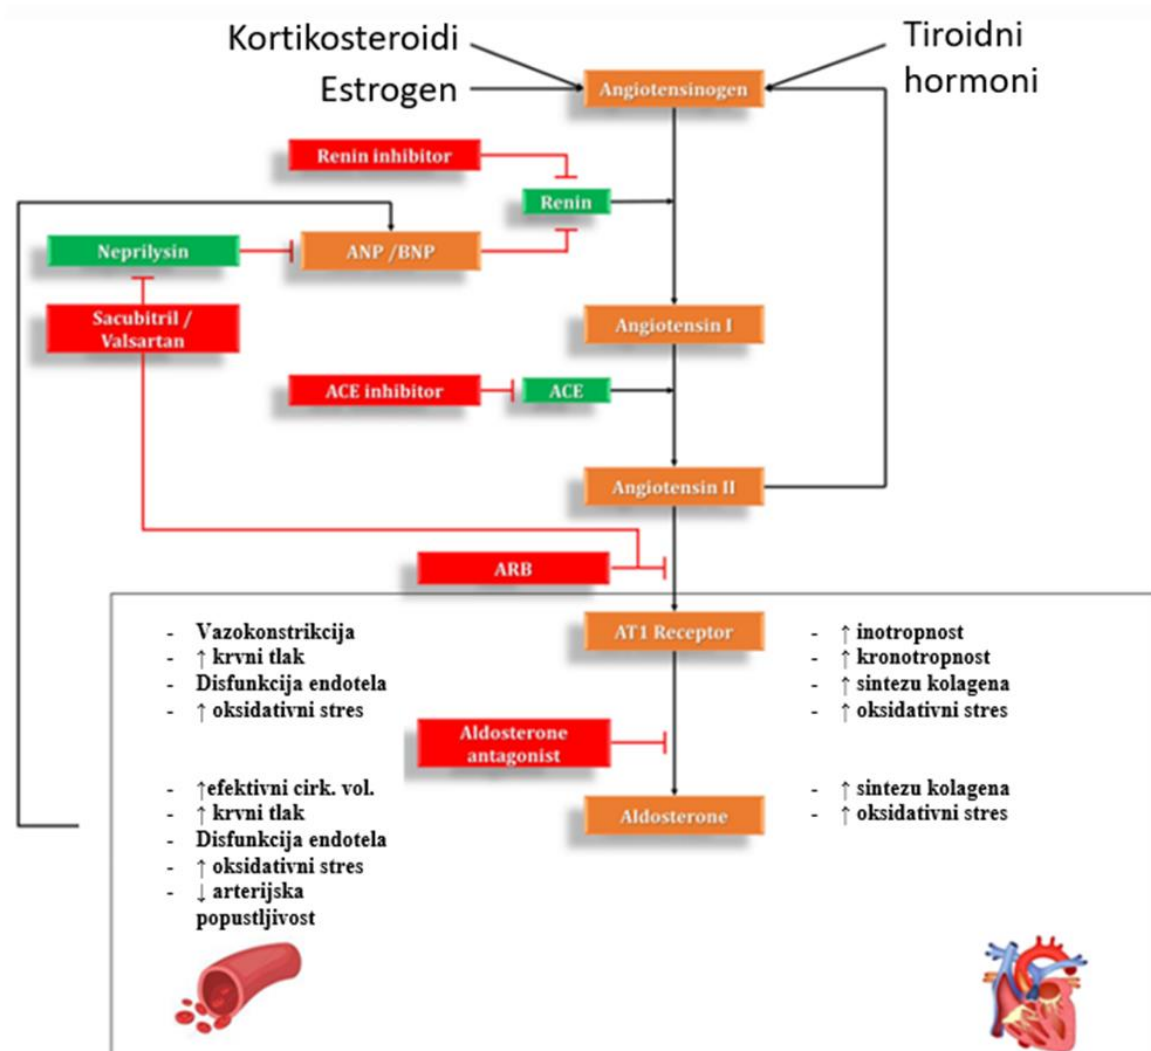 Kortikosteroidi
Estrogen
Tiroidni
hormoni
Angiotensinogen
Renin inhibitor
Renin
Neprilysin
ANP /BNP
Sacubitril /
Valsartan
Angiotensin I
ACE inhibitor
ACE
Angiotensin II
ARB
AT1 Receptor
- Vazokonstrikcija
- ↑ krvni tlak
- Disfunkcija endotela
- ↑ oksidativni stres
- ↑ inotropnost
- ↑ kronotropnost
- ↑ sintezu kolagena
- ↑ oksidativni stres
Aldosterone
antagonist
Aldosterone
- ↑efektivni cirk. vol.
- ↑ krvni tlak
- Disfunkcija endotela
- ↑ oksidativni stres
- ↓ arterijska
popustljivost
- ↑ sintezu kolagena
- ↑ oksidativni stres